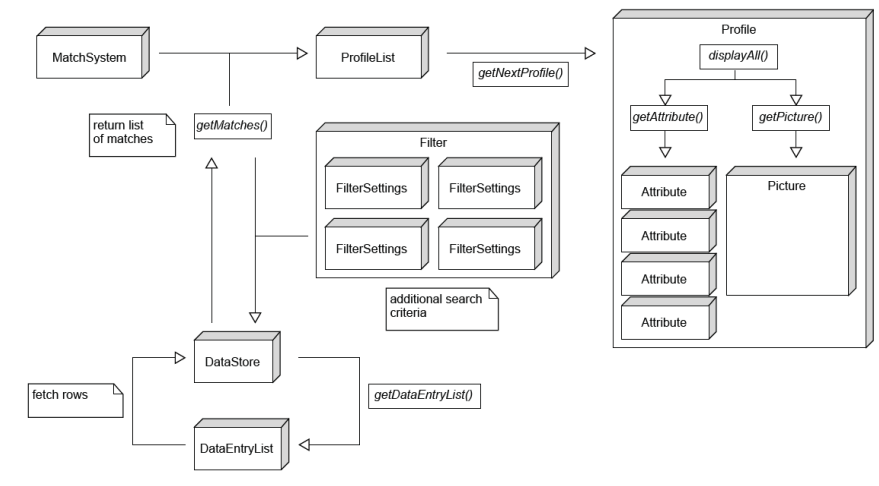 MatchSystem
ProfileList
getNextProfile()
Profile
displayAll()
getAttribute()
getPicture()
Attribute
Attribute
Attribute
Attribute
Picture
return list
of matches
getMatches()
Filter
FilterSettings
FilterSettings
FilterSettings
FilterSettings
additional search
criteria
DataStore
fetch rows
getDataEntryList()
DataEntryList